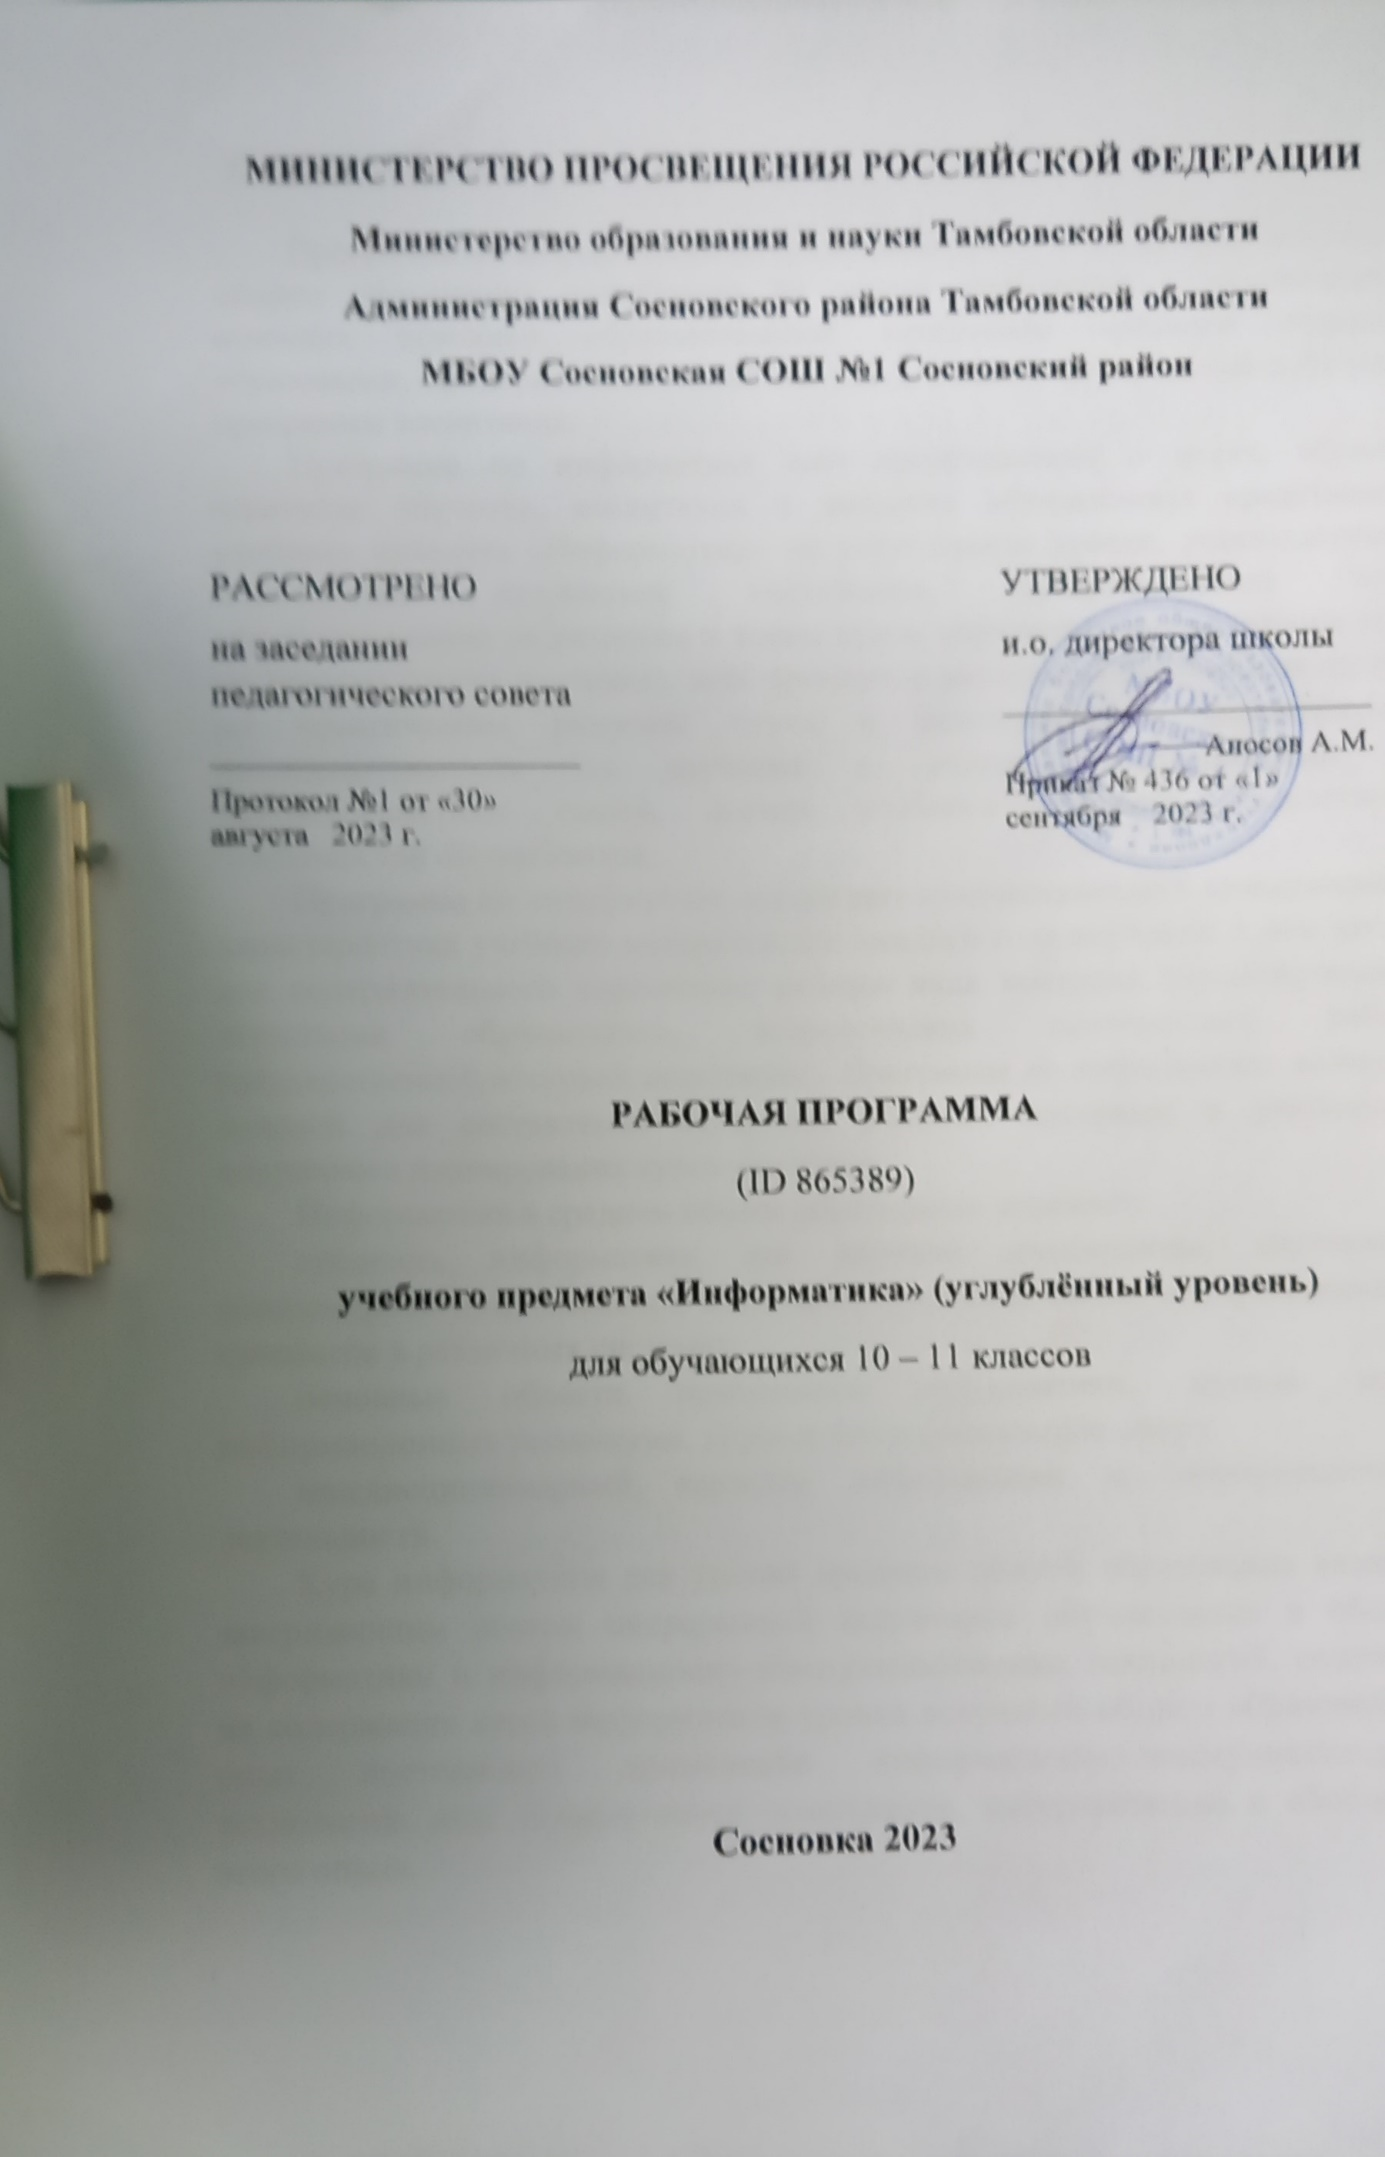 МИНИСТЕРСТВО ПРОСВЕЩЕНИЯ РОССИЙСКОЙ ФЕДЕРАЦИИ
Министерство образования и науки Тамбовской области
Администрация Сосновского района Тамбовской области
МБОУ Сосновская СОШ №1 Сосновский район
РАССМОТРЕНО
на заседании
педагогического совета
Протокол №1 от «30»
августа 2023 г.
УТВЕРЖДЕНО
и.о. директора школы
Апосов А.М.
Приказ № 436 от «1»
сентября 2023 г.
РАБОЧАЯ ПРОГРАММА
(ID 865389)
учебного предмета «Информатика» (углублённый уровень)
для обучающихся 10 – 11 классов
Сосновка 2023